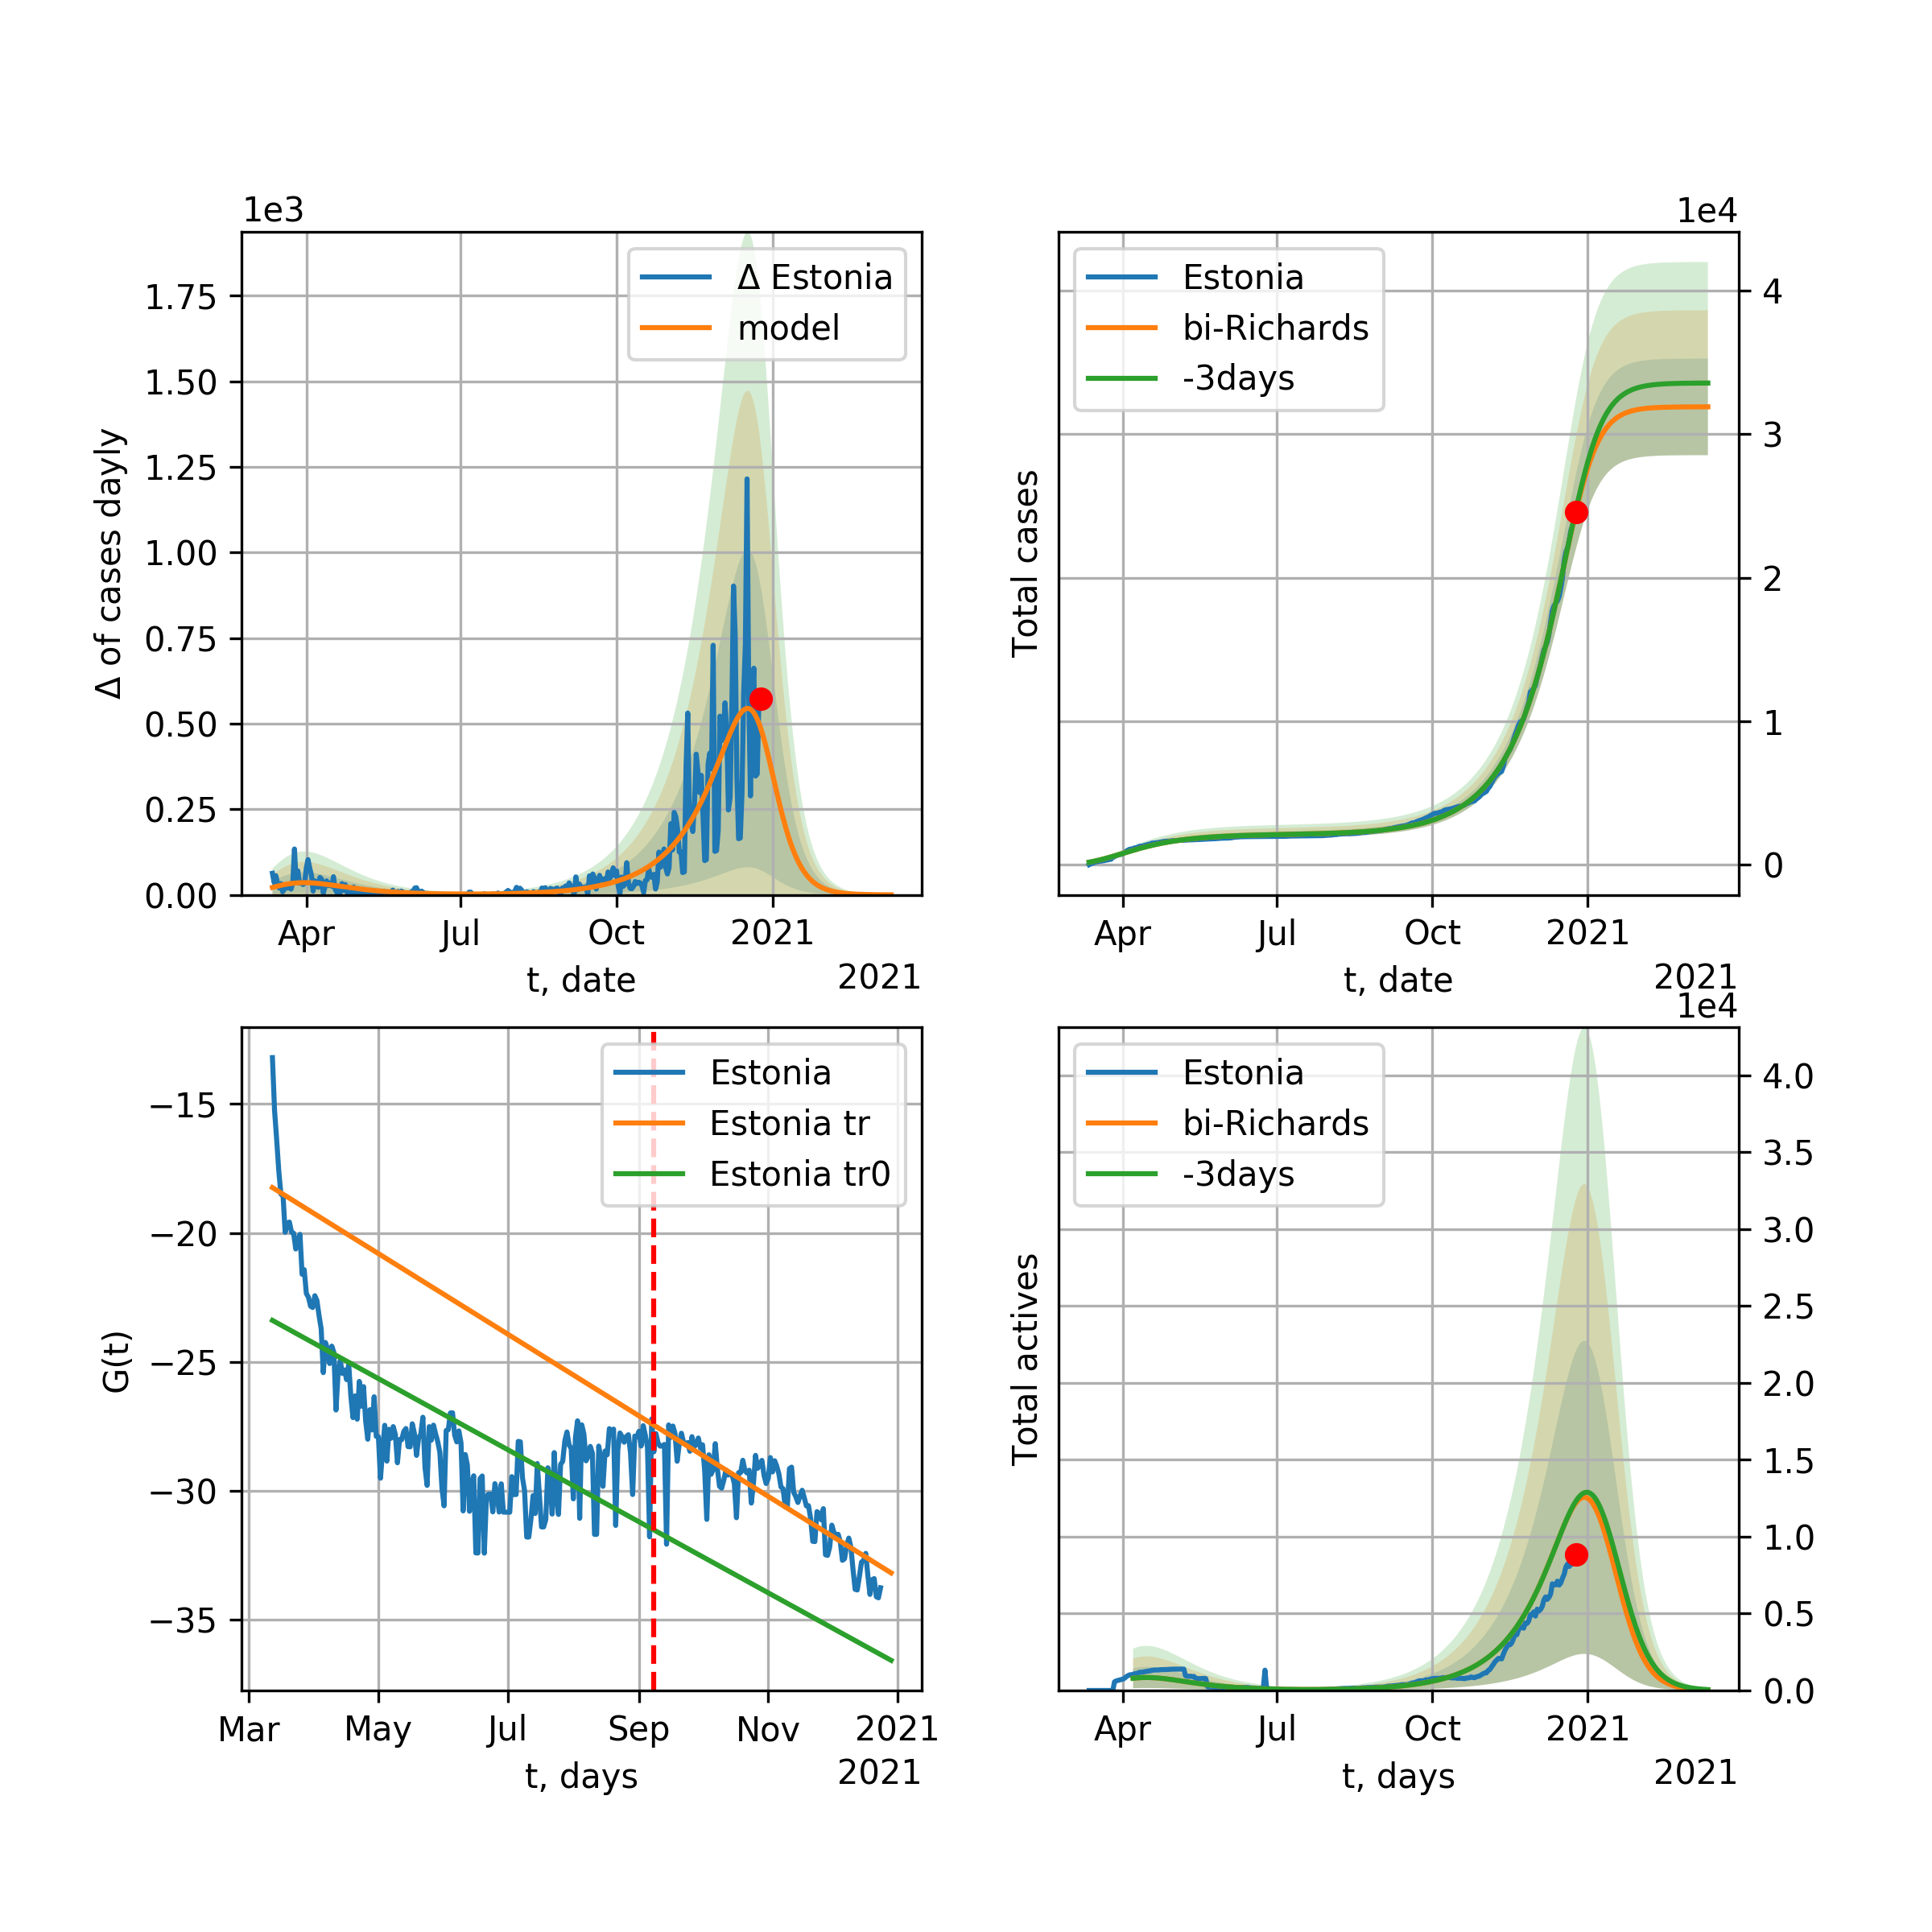 1e3
Δ of cases dayly
1.75
1.50
1.25
1.00
0.75
0.50
0.25
0.00
Δ Estonia
model
Apr Jul Oct 2021
t, date
2021
1e4
Total cases
Estonia
bi-Richards
-3days
4
3
2
1
0
Apr Jul Oct 2021
t, date
2021
G(t)
−15
−20
−25
−30
−35
Estonia
Estonia tr
Estonia tr0
Mar May Jul Sep Nov 2021
t, days
2021
1e4
Total actives
Estonia
bi-Richards
-3days
4.0
3.5
3.0
2.5
2.0
1.5
1.0
0.5
0.0
Apr Jul Oct 2021
t, days
2021